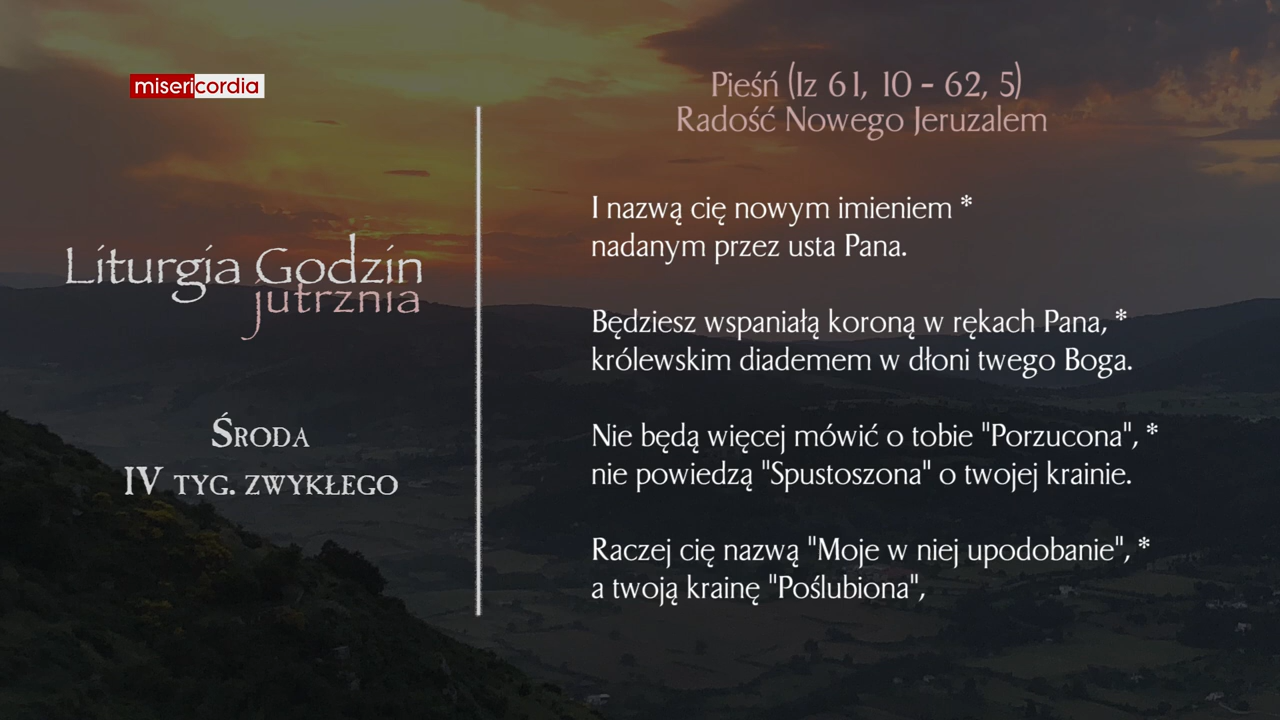 misericordia
Liturgia Godzin
jutrznia
Środa
IV tyg. zwykłego
Pieśń (Iz 61, 10 - 62, 5)
Radość Nowego Jeruzalem
I nazwą cię nowym imieniem *
nadanym przez usta Pana.
Będziesz wspaniałą koroną w rękach Pana, *
królewskim diademem w dłoni twego Boga.
Nie będą więcej mówić o tobie "Porzucona", *
nie powiedzą "Spustoszona" o twojej krainie.
Raczej cię nazwą "Moje w niej upodobanie", *
a twoją krainę "Poślubiona",